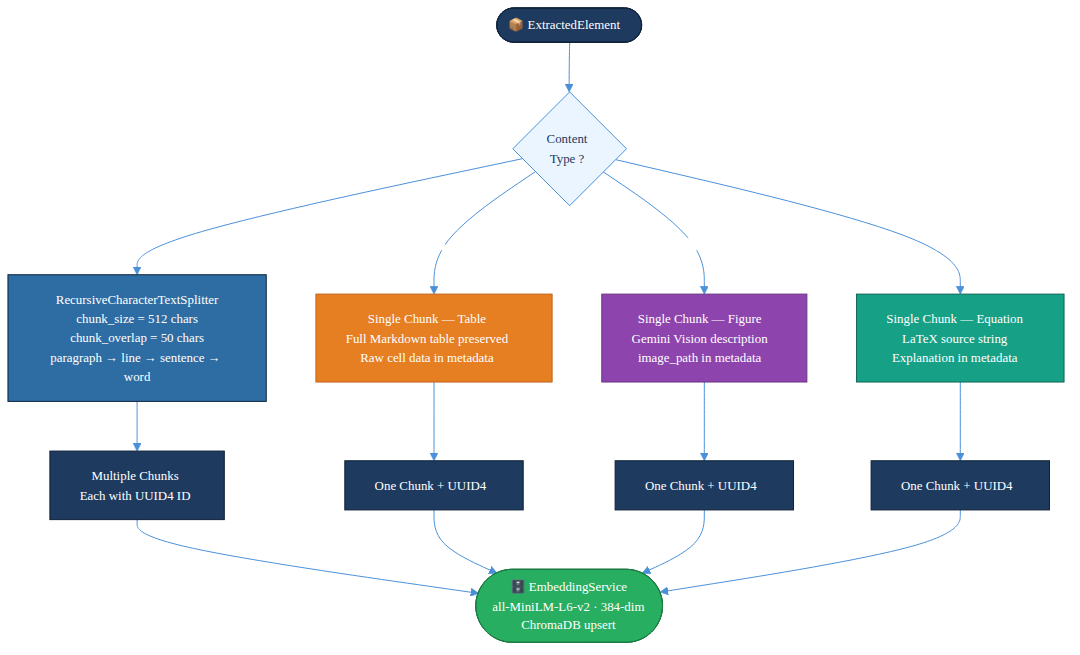 📦 ExtractedElement
Content
Type ?
RecursiveCharacterTextSplitter
chunk_size = 512 chars
chunk_overlap = 50 chars
paragraph → line → sentence →
word
Single Chunk — Table
Full Markdown table preserved
Raw cell data in metadata
Single Chunk — Figure
Gemini Vision description
image_path in metadata
Single Chunk — Equation
LaTeX source string
Explanation in metadata
Multiple Chunks
Each with UUID4 ID
One Chunk + UUID4
One Chunk + UUID4
One Chunk + UUID4
🗄️ EmbeddingService
all-MiniLM-L6-v2 · 384-dim
ChromaDB upsert